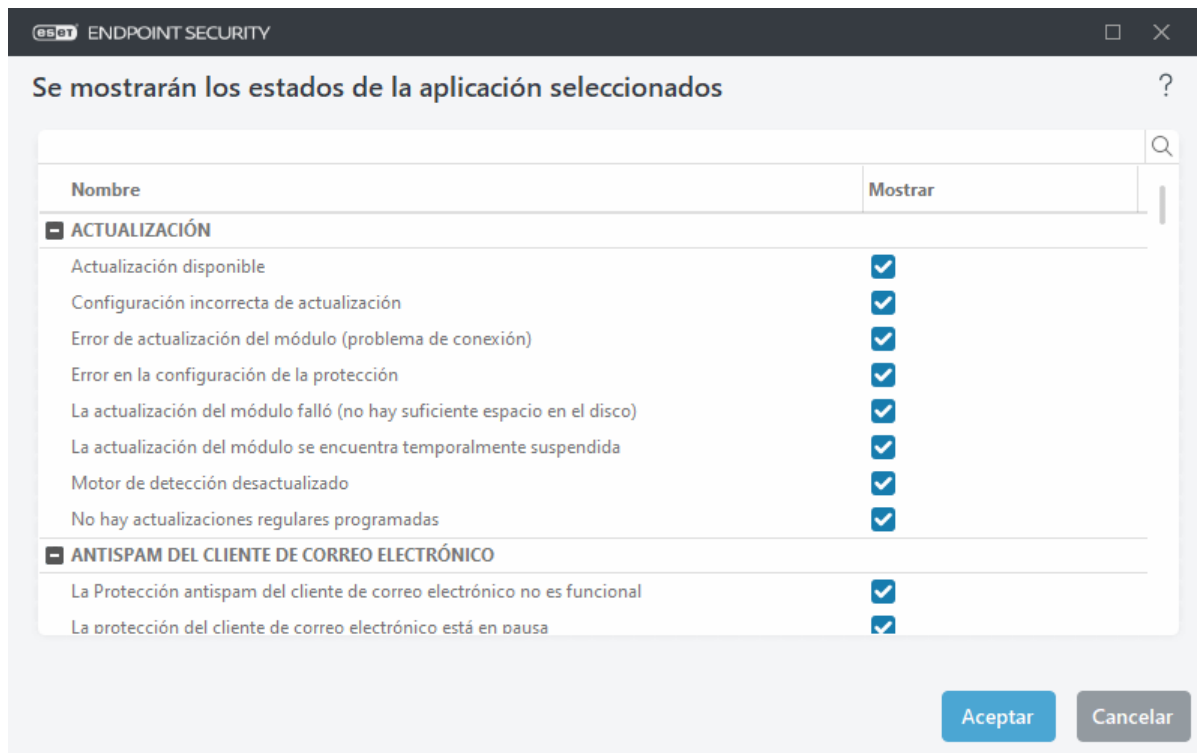 eset ENDPOINT SECURITY
Se mostrarán los estados de la aplicación seleccionados
?
Nombre Mostrar
ACTUALIZACIÓN
Actualización disponible
Configuración incorrecta de actualización
Error de actualización del módulo (problema de conexión)
Error en la configuración de la protección
La actualización del módulo falló (no hay suficiente espacio en el disco)
La actualización del módulo se encuentra temporalmente suspendida
Motor de detección desactualizado
No hay actualizaciones regulares programadas
ANTISPAM DEL CLIENTE DE CORREO ELECTRÓNICO
La Protección antispam del cliente de correo electrónico no es funcional
La protección del cliente de correo electrónico está en pausa
Aceptar Cancelar